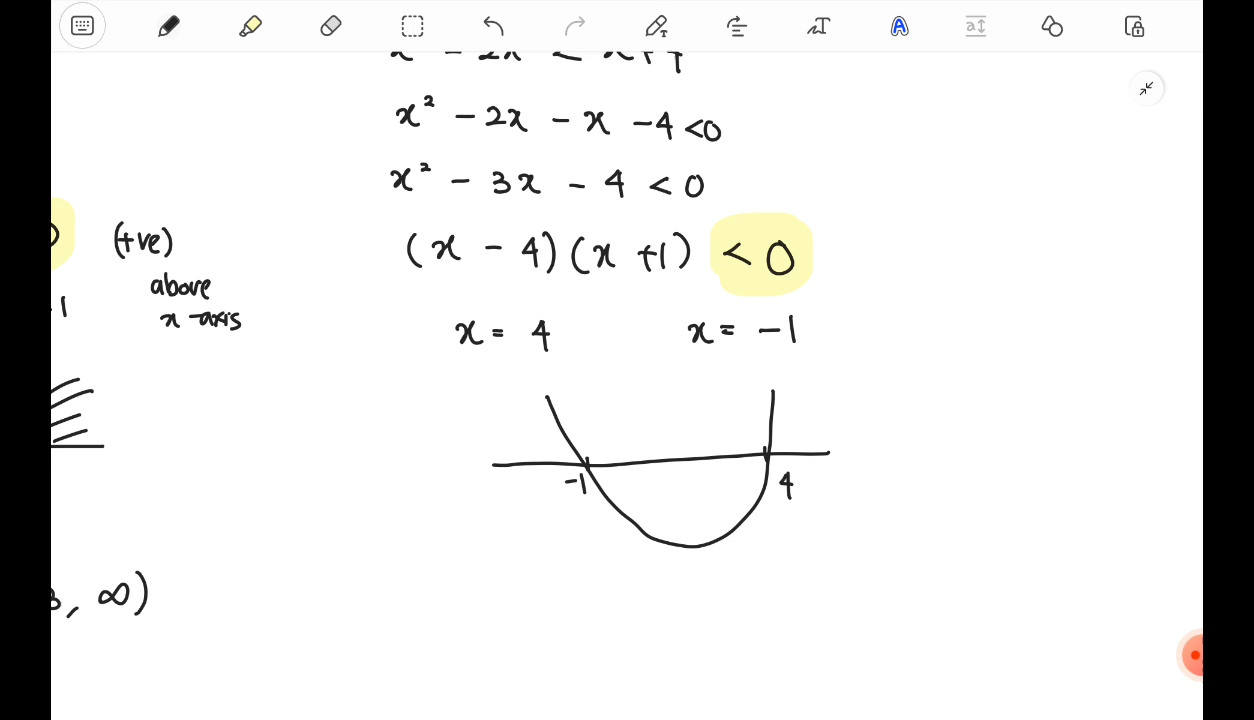 x² - 2x - x - 4 < 0
x² - 3x - 4 < 0
(+ve)
above
x-axis
(x - 4)(x + 1) < 0
x = 4 x = -1
-1 4
, ∞)